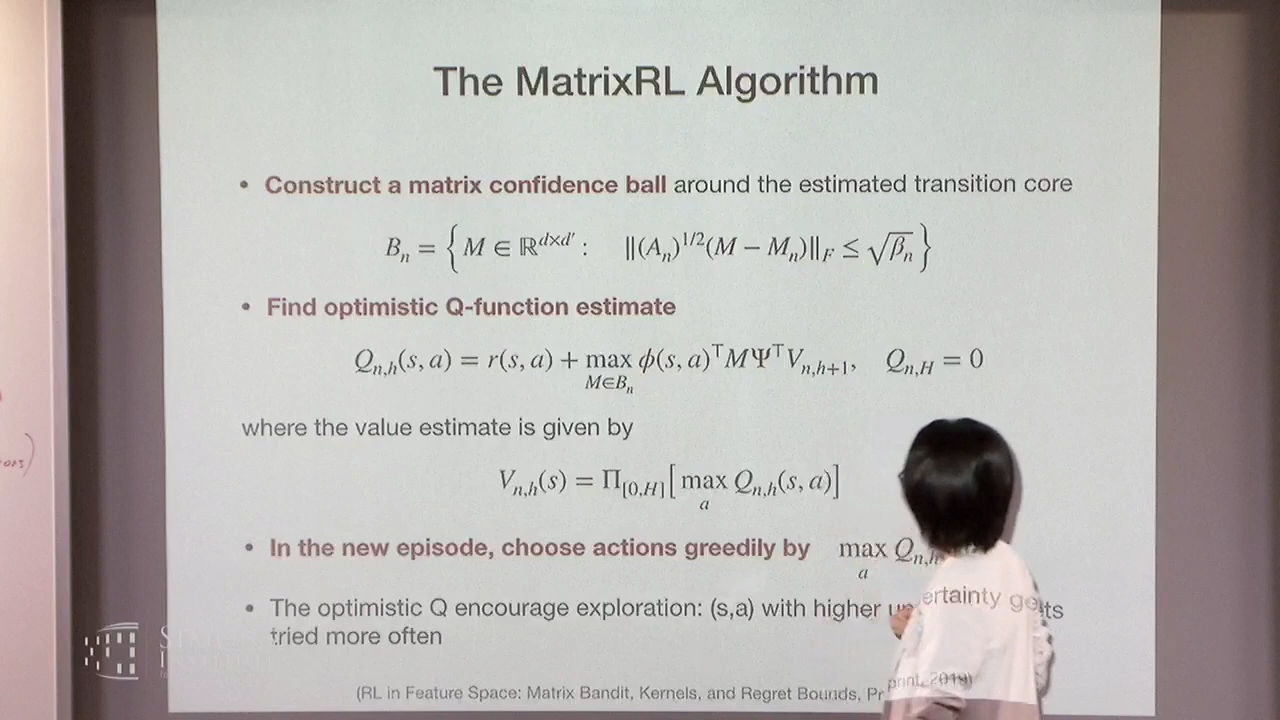 The MatrixRL Algorithm
• Construct a matrix confidence ball around the estimated transition core
B_n = { M ∈ ℝ^{d×d′} : ‖(A_n)^{1/2}(M − M_n)‖_F ≤ √β_n }
• Find optimistic Q-function estimate
Q_{n,h}(s, a) = r(s, a) + max_{M∈B_n} ϕ(s, a)^⊤ MΨ^⊤ V_{n,h+1}, Q_{n,H} = 0
where the value estimate is given by
V_{n,h}(s) = Π_{[0,H]}[ max_a Q_{n,h}(s, a)]
• In the new episode, choose actions greedily by max_a Q_{n,h}
• The optimistic Q encourage exploration: (s,a) with higher uncertainty gets
tried more often
(RL in Feature Space: Matrix Bandit, Kernels, and Regret Bounds, Preprint, 2019)